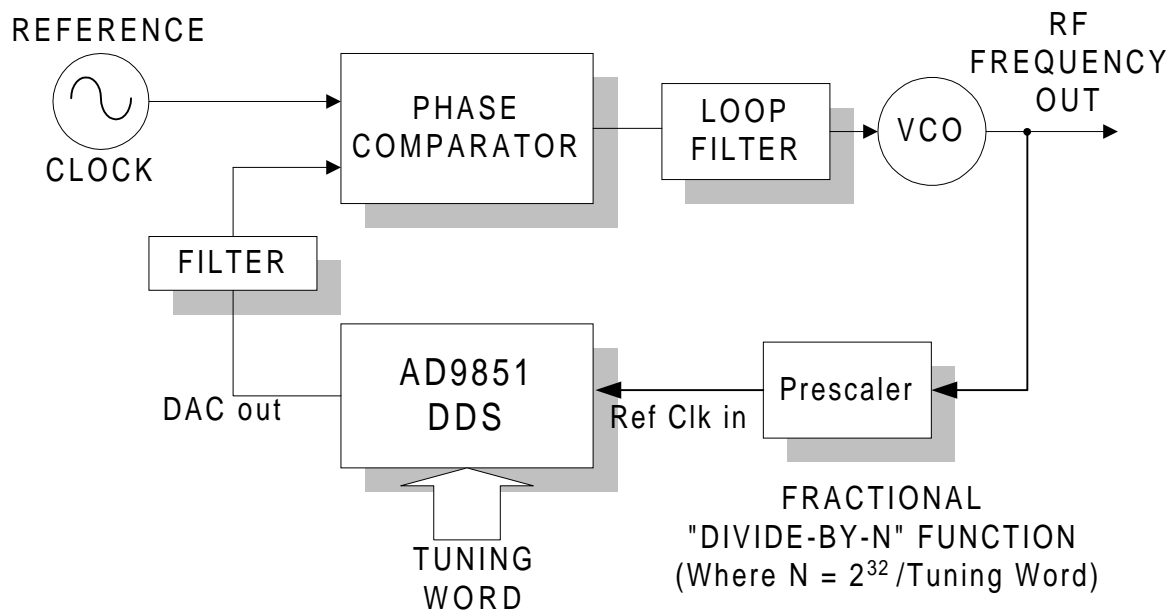 REFERENCE
CLOCK
PHASE
COMPARATOR
LOOP
FILTER
VCO
RF
FREQUENCY
OUT
FILTER
DAC out
AD9851
DDS
Ref Clk in
Prescaler
TUNING
WORD
FRACTIONAL
"DIVIDE-BY-N" FUNCTION
(Where N = 2³² /Tuning Word)